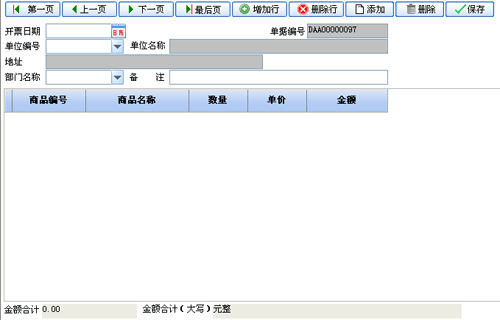 第一页 上一页 下一页 最后页 增加行 删除行 添加 删除 保存
开票日期 日期 单据编号 DAA00000097
单位编号 单位名称
地址
部门名称 备 注
商品编号 商品名称 数量 单价 金额
金额合计 0.00 金额合计(大写) 元整